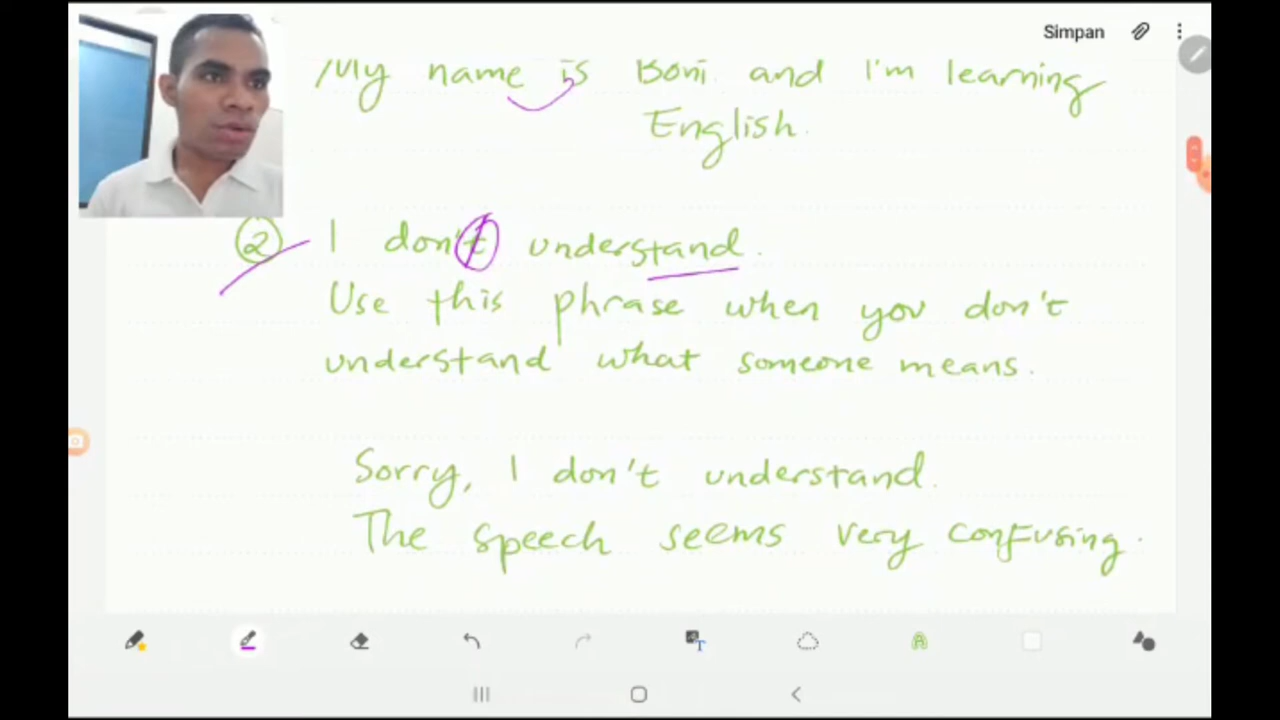 Simpan
My name is Boni and I'm learning
English.
2 I don't understand.
Use this phrase when you don't
understand what someone means.
Sorry, I don't understand.
The speech seems very confusing.